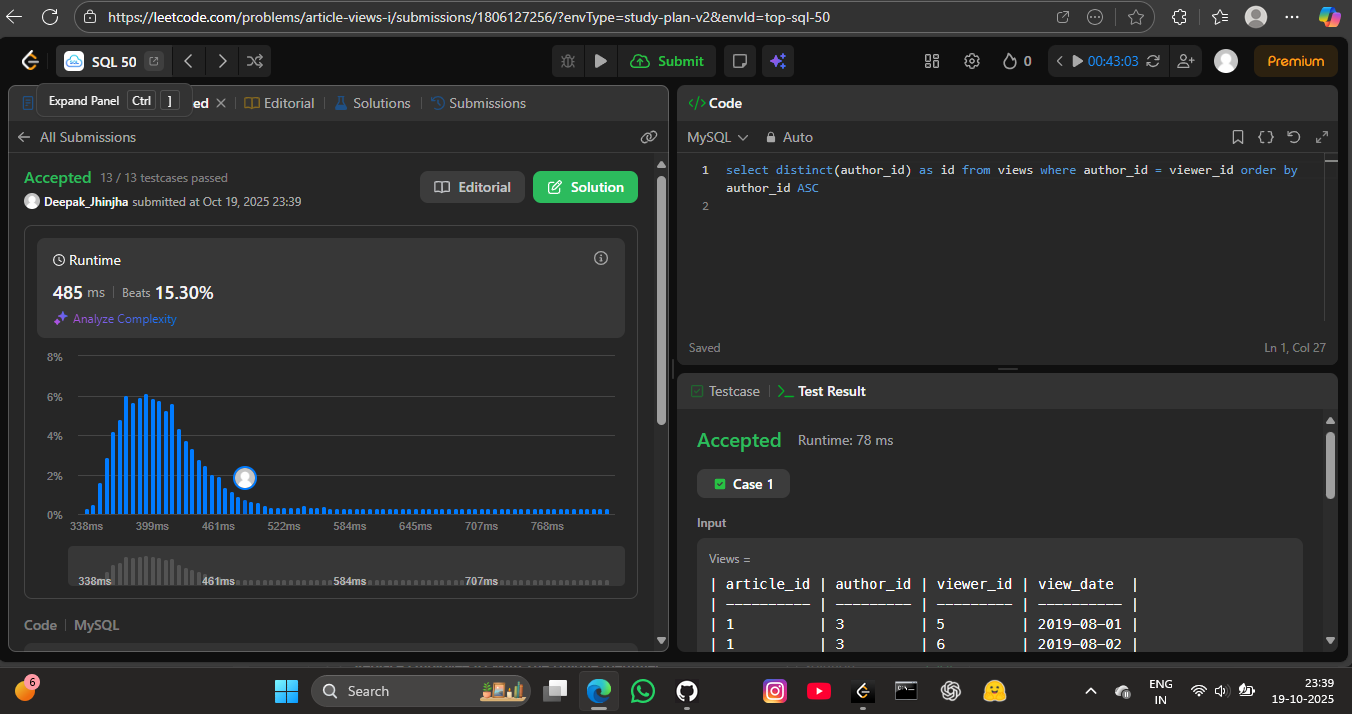 https://leetcode.com/problems/article-views-i/submissions/1806127256/?envType=study-plan-v2&envId=top-sql-50
SQL 50
Submit
0
00:43:03
Premium
Expand Panel Ctrl ]
ed
Editorial
Solutions
Submissions
All Submissions
Accepted 13 / 13 testcases passed
Deepak_Jhinjha submitted at Oct 19, 2025 23:39
Editorial
Solution
Runtime
485 ms Beats 15.30%
Analyze Complexity
8%
6%
4%
2%
0%
338ms 399ms 461ms 522ms 584ms 645ms 707ms 768ms
338ms 461ms 584ms 707ms
Code MySQL
Code
MySQL Auto
1 select distinct(author_id) as id from views where author_id = viewer_id order by
author_id ASC
2
Saved Ln 1, Col 27
Testcase Test Result
Accepted Runtime: 78 ms
Case 1
Input
Views =
| article_id | author_id | viewer_id | view_date |
| ---------- | --------- | --------- | ---------- |
| 1 | 3 | 5 | 2019-08-01 |
| 1 | 3 | 6 | 2019-08-02 |
6
Search
ENG
IN
23:39
19-10-2025